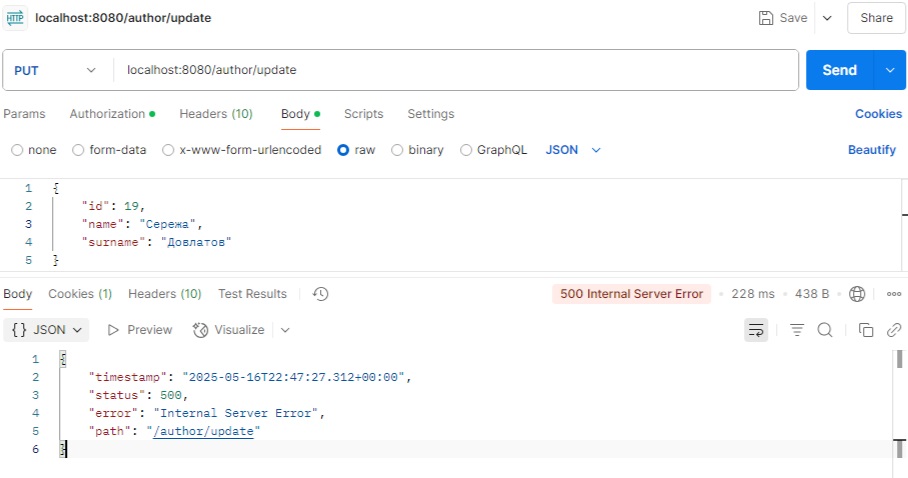 HTTP localhost:8080/author/update Save Share
PUT localhost:8080/author/update Send
Params Authorization Headers (10) Body Scripts Settings Cookies
none form-data x-www-form-urlencoded raw binary GraphQL JSON Beautify
1 {
2 "id": 19,
3 "name": "Сережа",
4 "surname": "Довлатов"
5 }
Body Cookies (1) Headers (10) Test Results 500 Internal Server Error 228 ms 438 B
{} JSON Preview Visualize
1 {
2 "timestamp": "2025-05-16T22:47:27.312+00:00",
3 "status": 500,
4 "error": "Internal Server Error",
5 "path": "/author/update"
6 }